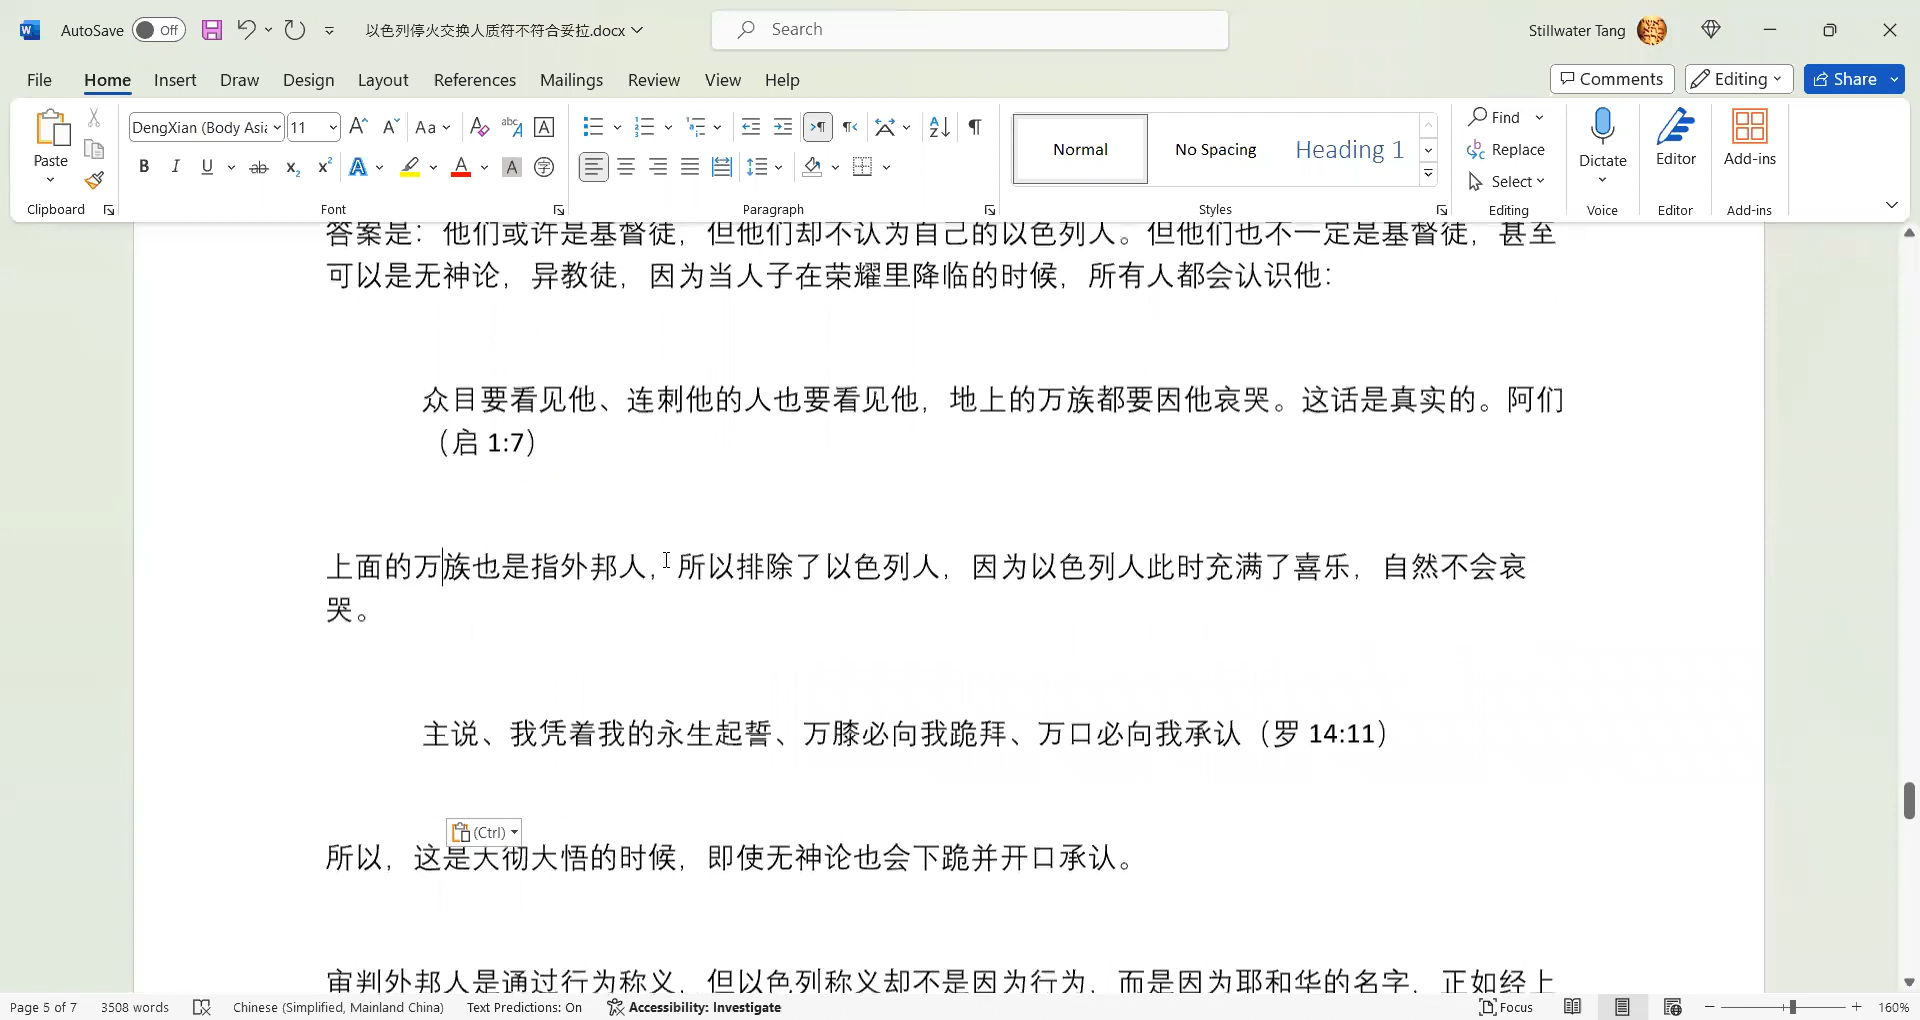 AutoSave Off 以色列停火交换人质符不符合妥拉.docx Search Stillwater Tang
File Home Insert Draw Design Layout References Mailings Review View Help Comments Editing Share
DengXian (Body Asia 11 Aa Find
Paste Normal No Spacing Heading 1 Replace Dictate Editor Add-ins
Select
Clipboard Font Paragraph Styles Editing Voice Editor Add-ins
答案是：他们或许是基督徒，但他们却不认为自己的以色列人。但他们也不一定是基督徒，甚至
可以是无神论，异教徒，因为当人子在荣耀里降临的时候，所有人都会认识他：
众目要看见他、连刺他的人也要看见他，地上的万族都要因他哀哭。这话是真实的。阿们
（启 1:7）
上面的万族也是指外邦人，所以排除了以色列人，因为以色列人此时充满了喜乐，自然不会哀
哭。
主说、我凭着我的永生起誓、万膝必向我跪拜、万口必向我承认（罗 14:11）
(Ctrl)
所以，这是大彻大悟的时候，即使无神论也会下跪并开口承认。
审判外邦人是通过行为称义，但以色列称义却不是因为行为，而是因为耶和华的名字，正如经上
Page 5 of 7 3508 words Chinese (Simplified, Mainland China) Text Predictions: On Accessibility: Investigate Focus 160%